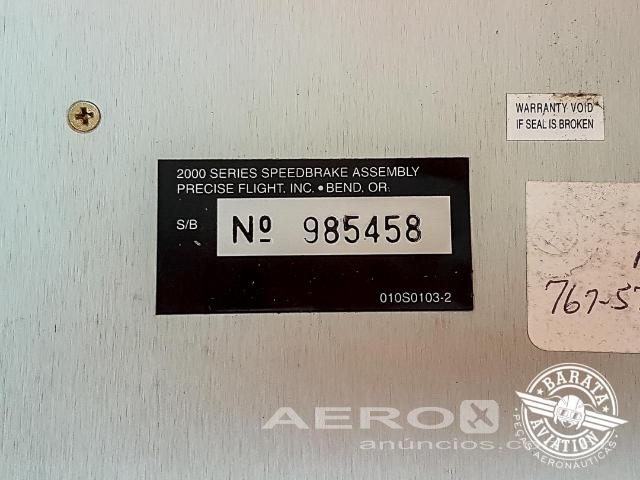 WARRANTY VOID
IF SEAL IS BROKEN
2000 SERIES SPEEDBRAKE ASSEMBLY
PRECISE FLIGHT, INC. • BEND, OR.
S/B Nº 985458
010S0103-2
AERO X
anúncios.c
BARATA
AVIATION
PEÇAS AERONÁUTICAS